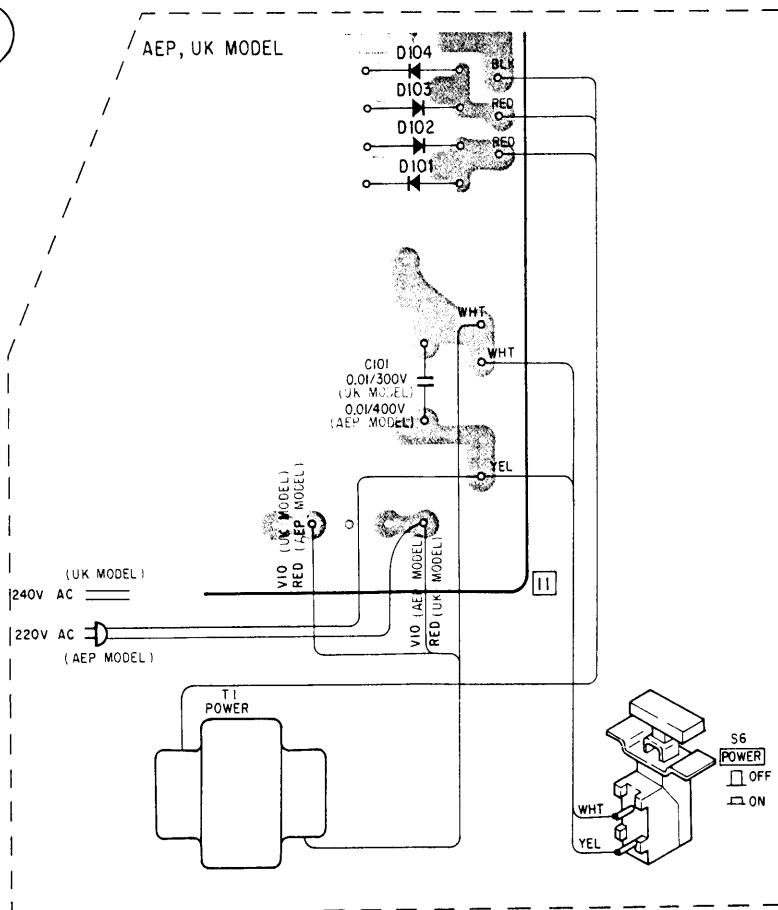 AEP, UK MODEL
D104
BLK
D103
RED
D102
RED
D101
WHT
WHT
C101
0.01/300V
(UK MODEL)
0.01/400V
(AEP MODEL)
YEL
VIO (UK MODEL)
RED (AEP MODEL)
VIO (AEP MODEL)
RED (UK MODEL)
(UK MODEL)
240V AC
11
220V AC
(AEP MODEL)
T1
POWER
S6
POWER
OFF
ON
WHT
YEL